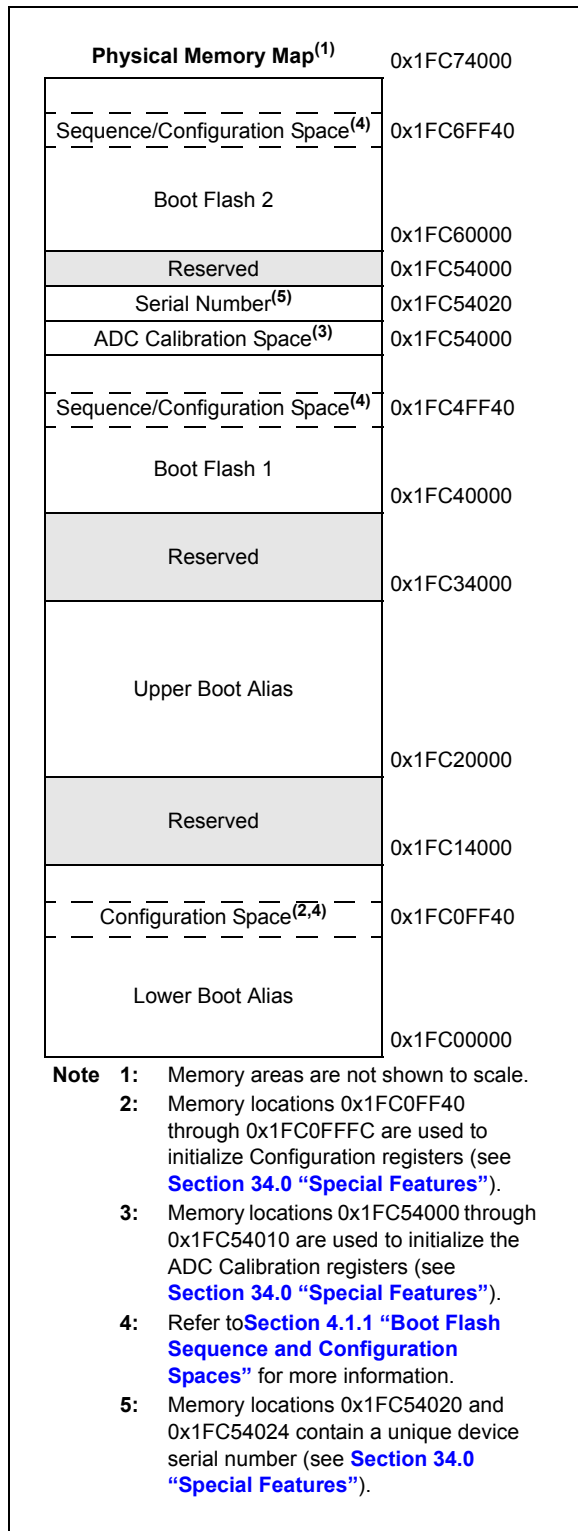 Physical Memory Map(1) 0x1FC74000
Sequence/Configuration Space(4) 0x1FC6FF40
Boot Flash 2
0x1FC60000
Reserved 0x1FC54000
Serial Number(5) 0x1FC54020
ADC Calibration Space(3) 0x1FC54000
Sequence/Configuration Space(4) 0x1FC4FF40
Boot Flash 1
0x1FC40000
Reserved
0x1FC34000
Upper Boot Alias
0x1FC20000
Reserved
0x1FC14000
Configuration Space(2,4) 0x1FC0FF40
Lower Boot Alias
0x1FC00000
Note 1: Memory areas are not shown to scale.
2: Memory locations 0x1FC0FF40
through 0x1FC0FFFC are used to
initialize Configuration registers (see
Section 34.0 “Special Features”).
3: Memory locations 0x1FC54000 through
0x1FC54010 are used to initialize the
ADC Calibration registers (see
Section 34.0 “Special Features”).
4: Refer toSection 4.1.1 “Boot Flash
Sequence and Configuration
Spaces” for more information.
5: Memory locations 0x1FC54020 and
0x1FC54024 contain a unique device
serial number (see Section 34.0
“Special Features”).